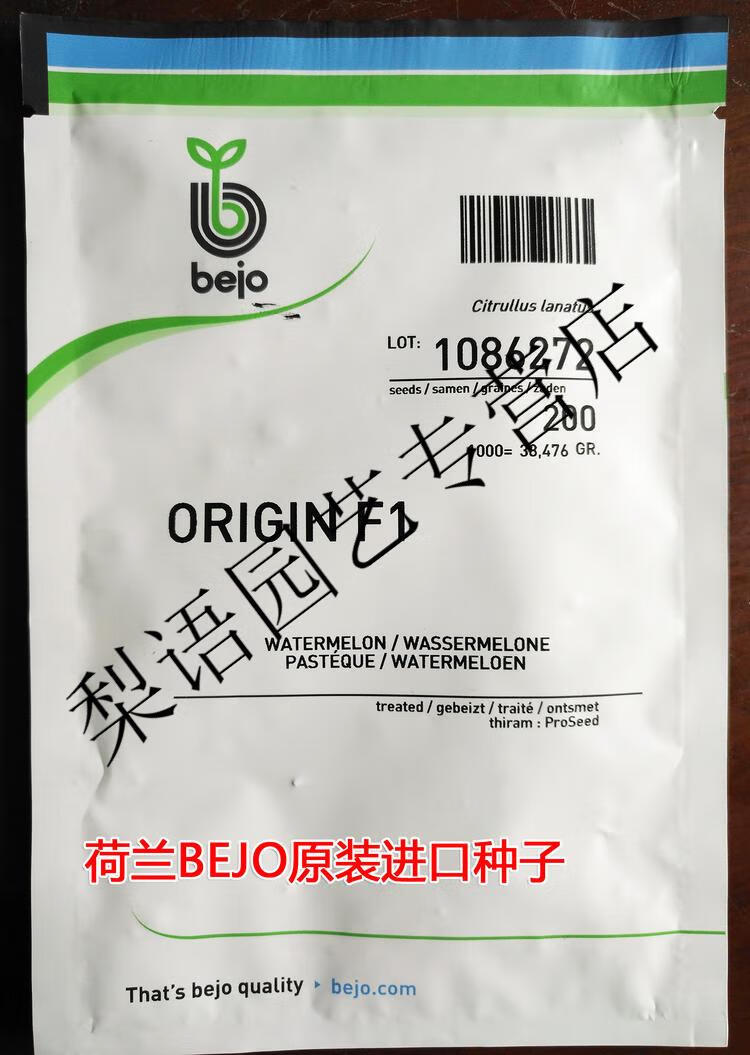 bejo
Citrullus lanatus
LOT: 1086272
seeds / samen / graines / zaden
200
1000= 38,476 GR.
ORIGIN F1
梨语园艺专营店
WATERMELON / WASSERMELONE
PASTÉQUE / WATERMELOEN
treated / gebeizt / traité / ontsmet
thiram : ProSeed
荷兰BEJO原装进口种子
That's bejo quality ‣ bejo.com